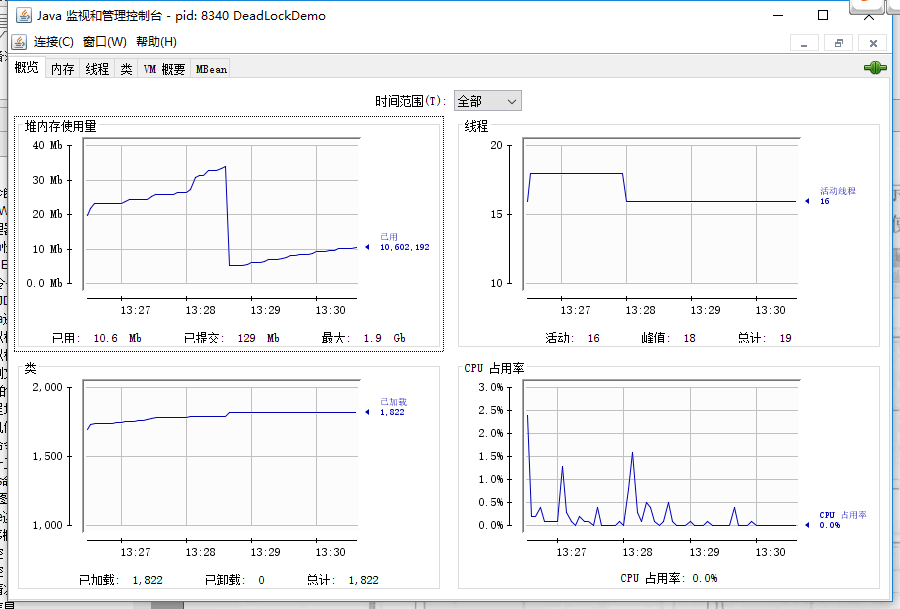 Java 监视和管理控制台 - pid: 8340 DeadLockDemo
连接(C) 窗口(W) 帮助(H)
概览 内存 线程 类 VM 概要 MBean
时间范围(T): 全部
堆内存使用量
40 Mb
30 Mb
20 Mb
10 Mb
0.0 Mb
已用
10,602,192
13:27 13:28 13:29 13:30
已用: 10.6 Mb 已提交: 129 Mb 最大: 1.9 Gb
线程
20
15
10
活动线程
16
13:27 13:28 13:29 13:30
活动: 16 峰值: 18 总计: 19
类
2,000
1,500
1,000
已加载
1,822
13:27 13:28 13:29 13:30
已加载: 1,822 已卸载: 0 总计: 1,822
CPU 占用率
3.0%
2.5%
2.0%
1.5%
1.0%
0.5%
0.0%
CPU 占用率
0.0%
13:27 13:28 13:29 13:30
CPU 占用率: 0.0%